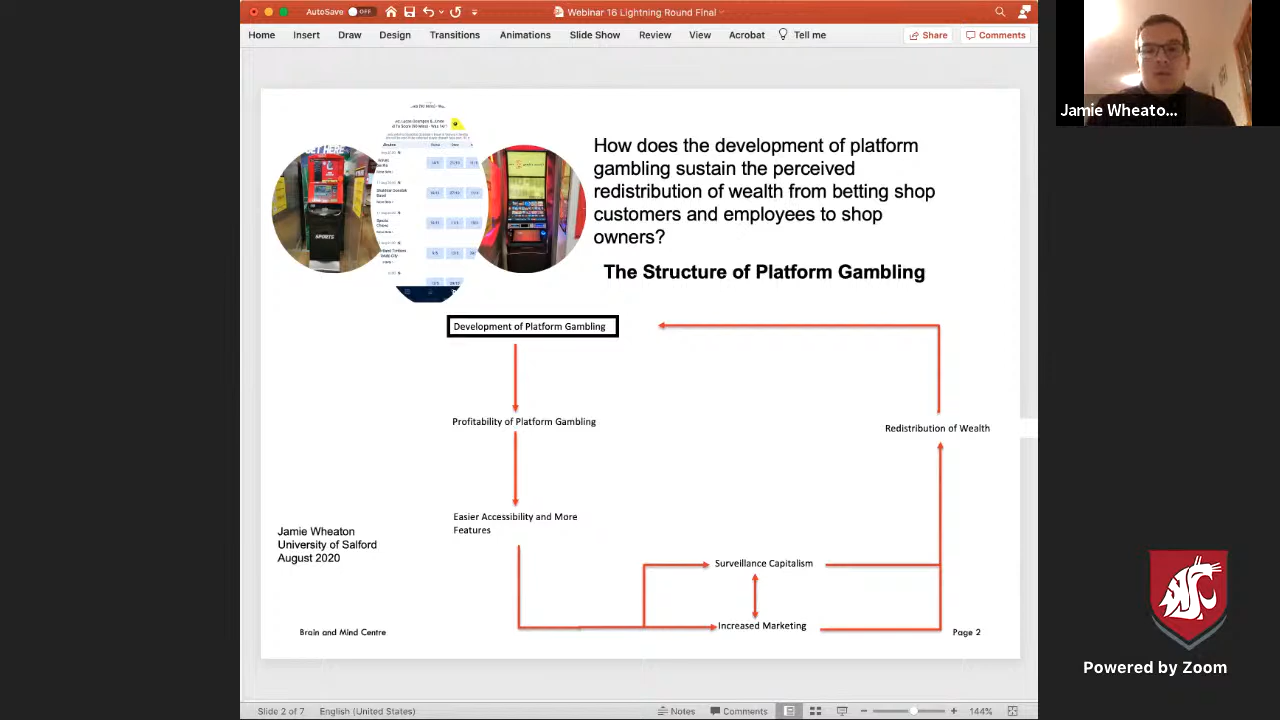 AutoSave OFF
Webinar 16 Lightning Round Final
Home Insert Draw Design Transitions Animations Slide Show Review View Acrobat Tell me
Share Comments
Jamie Wheato...
How does the development of platform
gambling sustain the perceived
redistribution of wealth from betting shop
customers and employees to shop
owners?
The Structure of Platform Gambling
SPORTS
Development of Platform Gambling
Profitability of Platform Gambling
Redistribution of Wealth
Easier Accessibility and More
Features
Jamie Wheaton
University of Salford
August 2020
Surveillance Capitalism
Increased Marketing
Brain and Mind Centre
Page 2
Powered by Zoom
Slide 2 of 7 English (United States) Notes Comments 144%